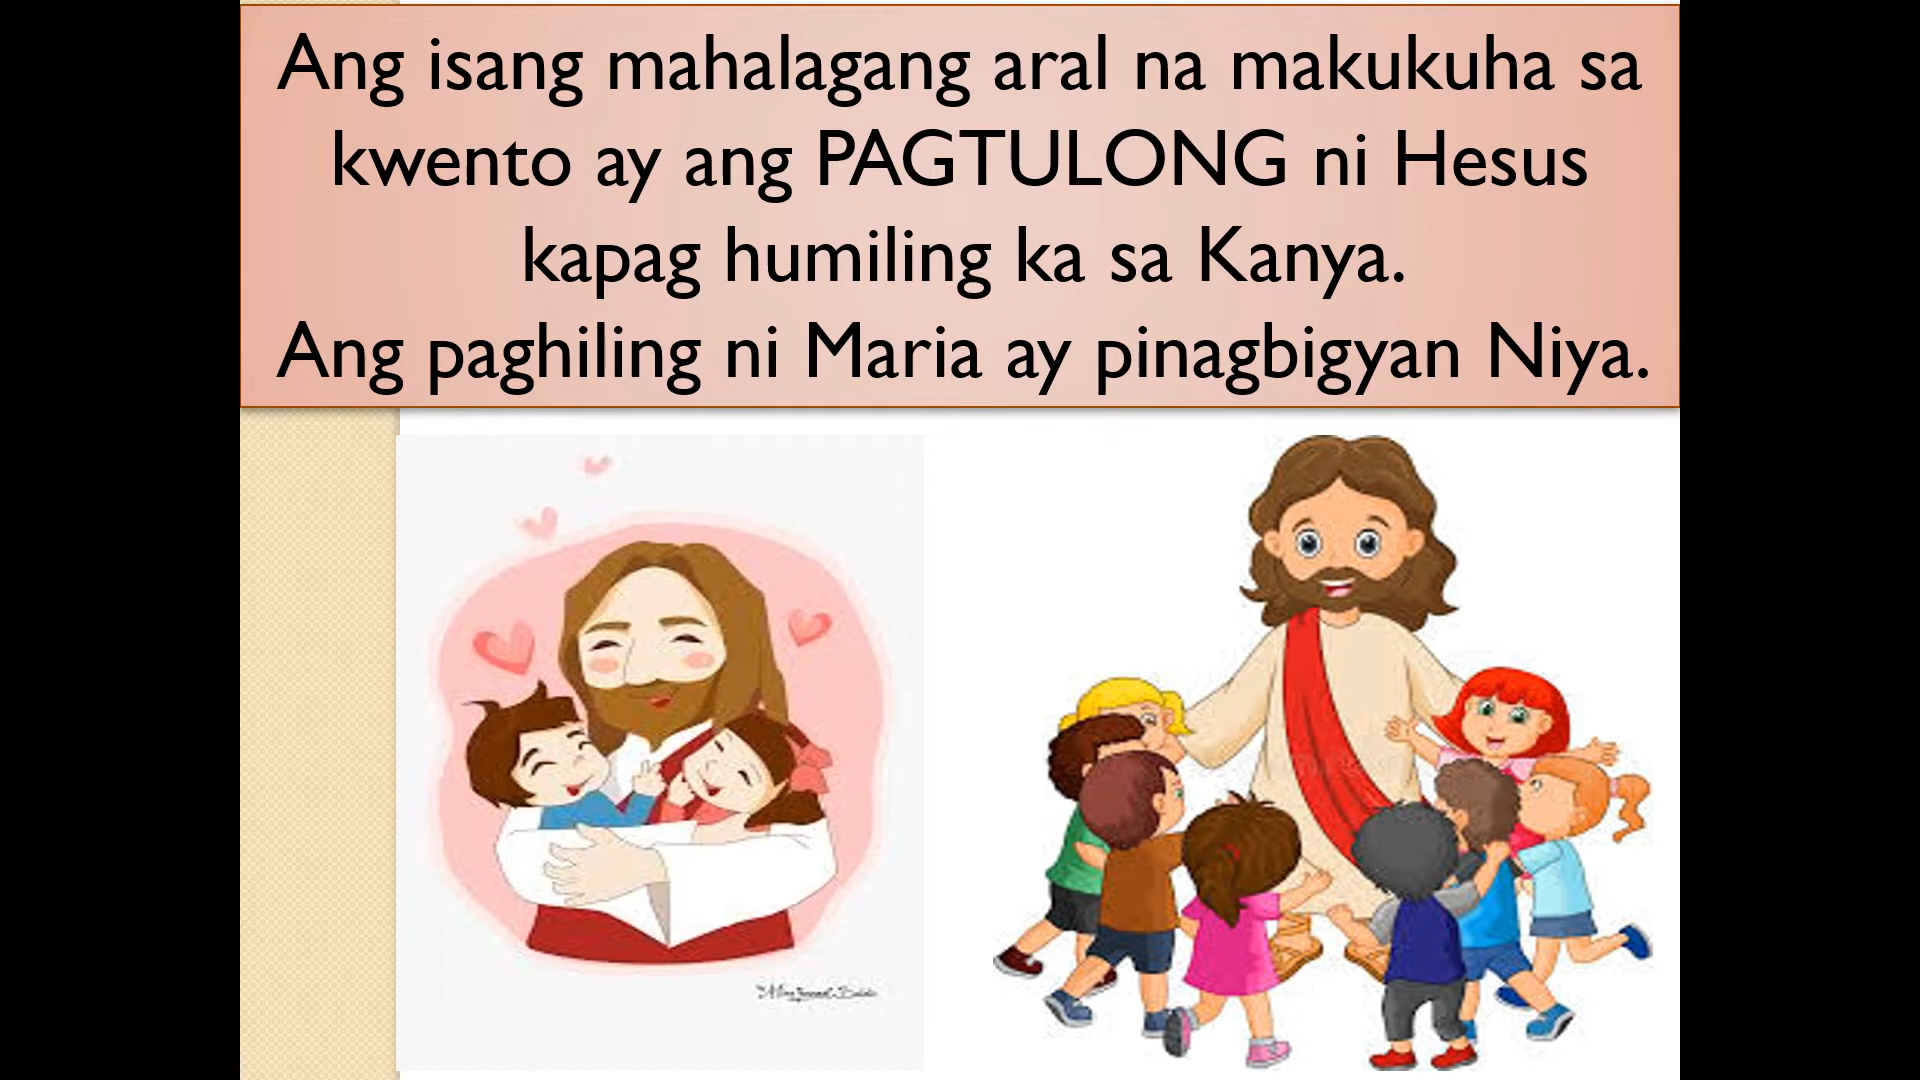 Ang isang mahalagang aral na makukuha sa
kwento ay ang PAGTULONG ni Hesus
kapag humiling ka sa Kanya.
Ang paghiling ni Maria ay pinagbigyan Niya.